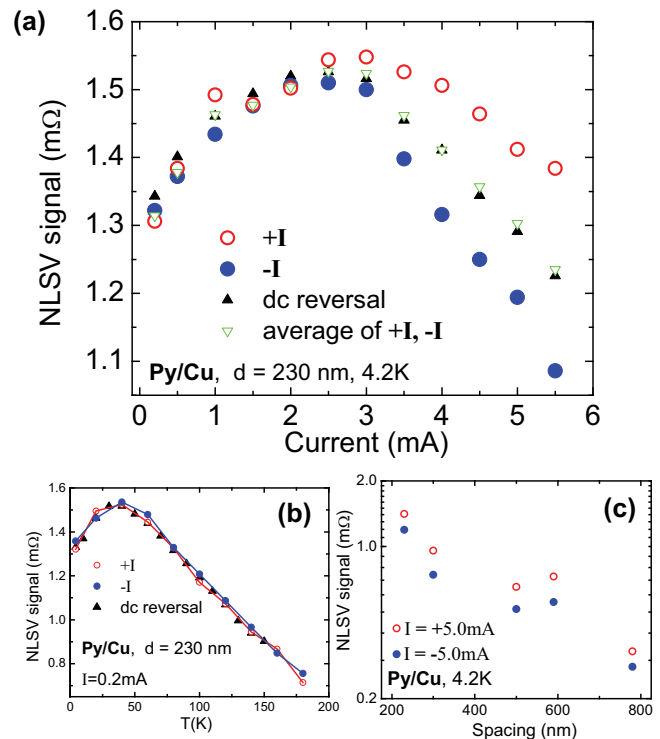 (a)
1.6
1.5
1.4
1.3
1.2
1.1
NLSV signal (mΩ)
+I
-I
dc reversal
average of +I, -I
Py/Cu, d = 230 nm, 4.2K
0 1 2 3 4 5 6
Current (mA)
(b)
1.6
1.4
1.2
1.0
0.8
NLSV signal (mΩ)
+I
-I
dc reversal
Py/Cu, d = 230 nm
I=0.2mA
0 50 100 150 200
T(K)
(c)
2.0
1.0
0.2
NLSV signal (mΩ)
I = +5.0mA
I = -5.0mA
Py/Cu, 4.2K
200 400 600 800
Spacing (nm)